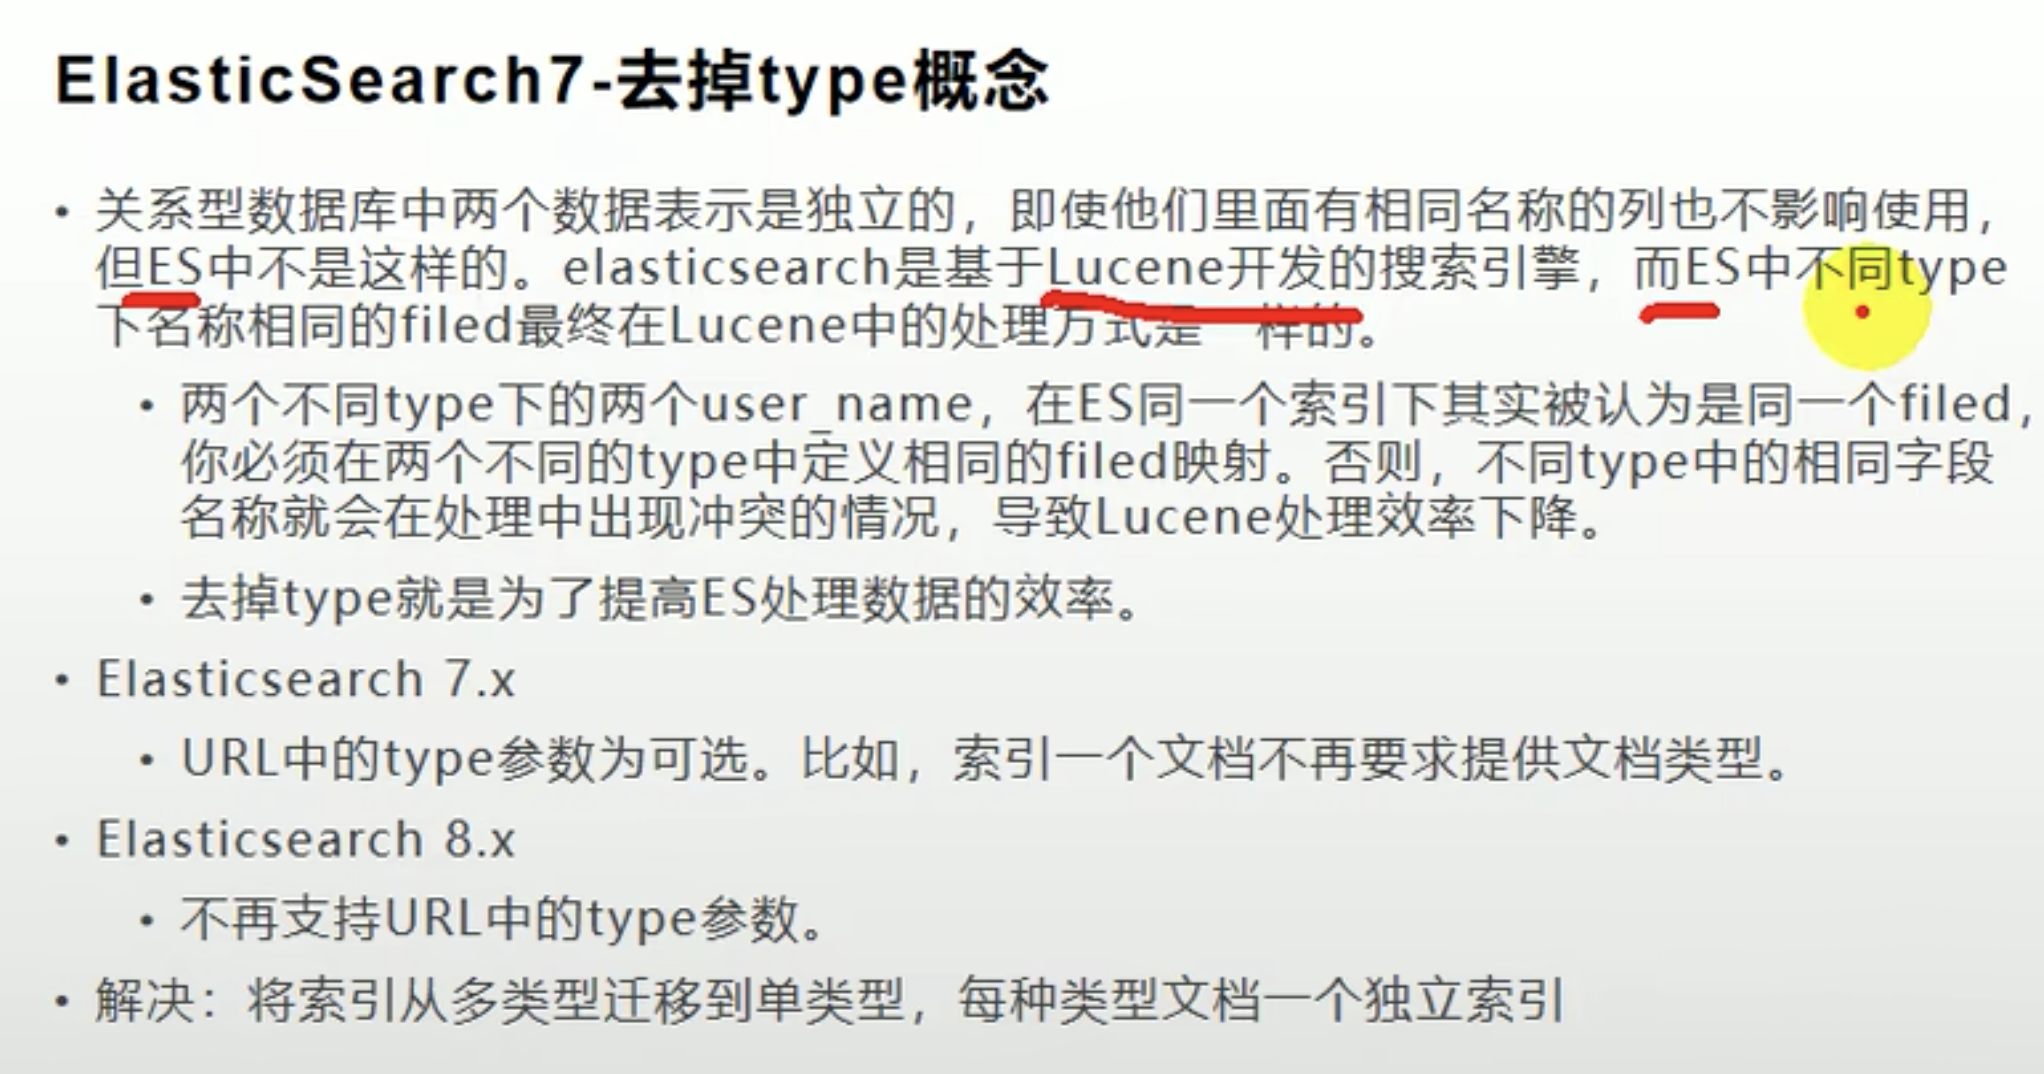 ElasticSearch7-去掉type概念
• 关系型数据库中两个数据表示是独立的，即使他们里面有相同名称的列也不影响使用，
但ES中不是这样的。elasticsearch是基于Lucene开发的搜索引擎，而ES中不同type
下名称相同的filed最终在Lucene中的处理方式是一样的。
• 两个不同type下的两个user_name，在ES同一个索引下其实被认为是同一个filed，
你必须在两个不同的type中定义相同的filed映射。否则，不同type中的相同字段
名称就会在处理中出现冲突的情况，导致Lucene处理效率下降。
• 去掉type就是为了提高ES处理数据的效率。
• Elasticsearch 7.x
• URL中的type参数为可选。比如，索引一个文档不再要求提供文档类型。
• Elasticsearch 8.x
• 不再支持URL中的type参数。
• 解决：将索引从多类型迁移到单类型，每种类型文档一个独立索引